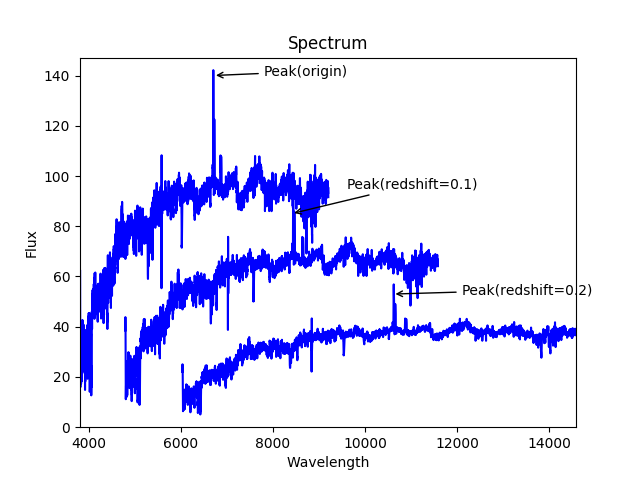 Spectrum
Peak(origin)
Peak(redshift=0.1)
Peak(redshift=0.2)
Flux
140
120
100
80
60
40
20
0
4000 6000 8000 10000 12000 14000
Wavelength